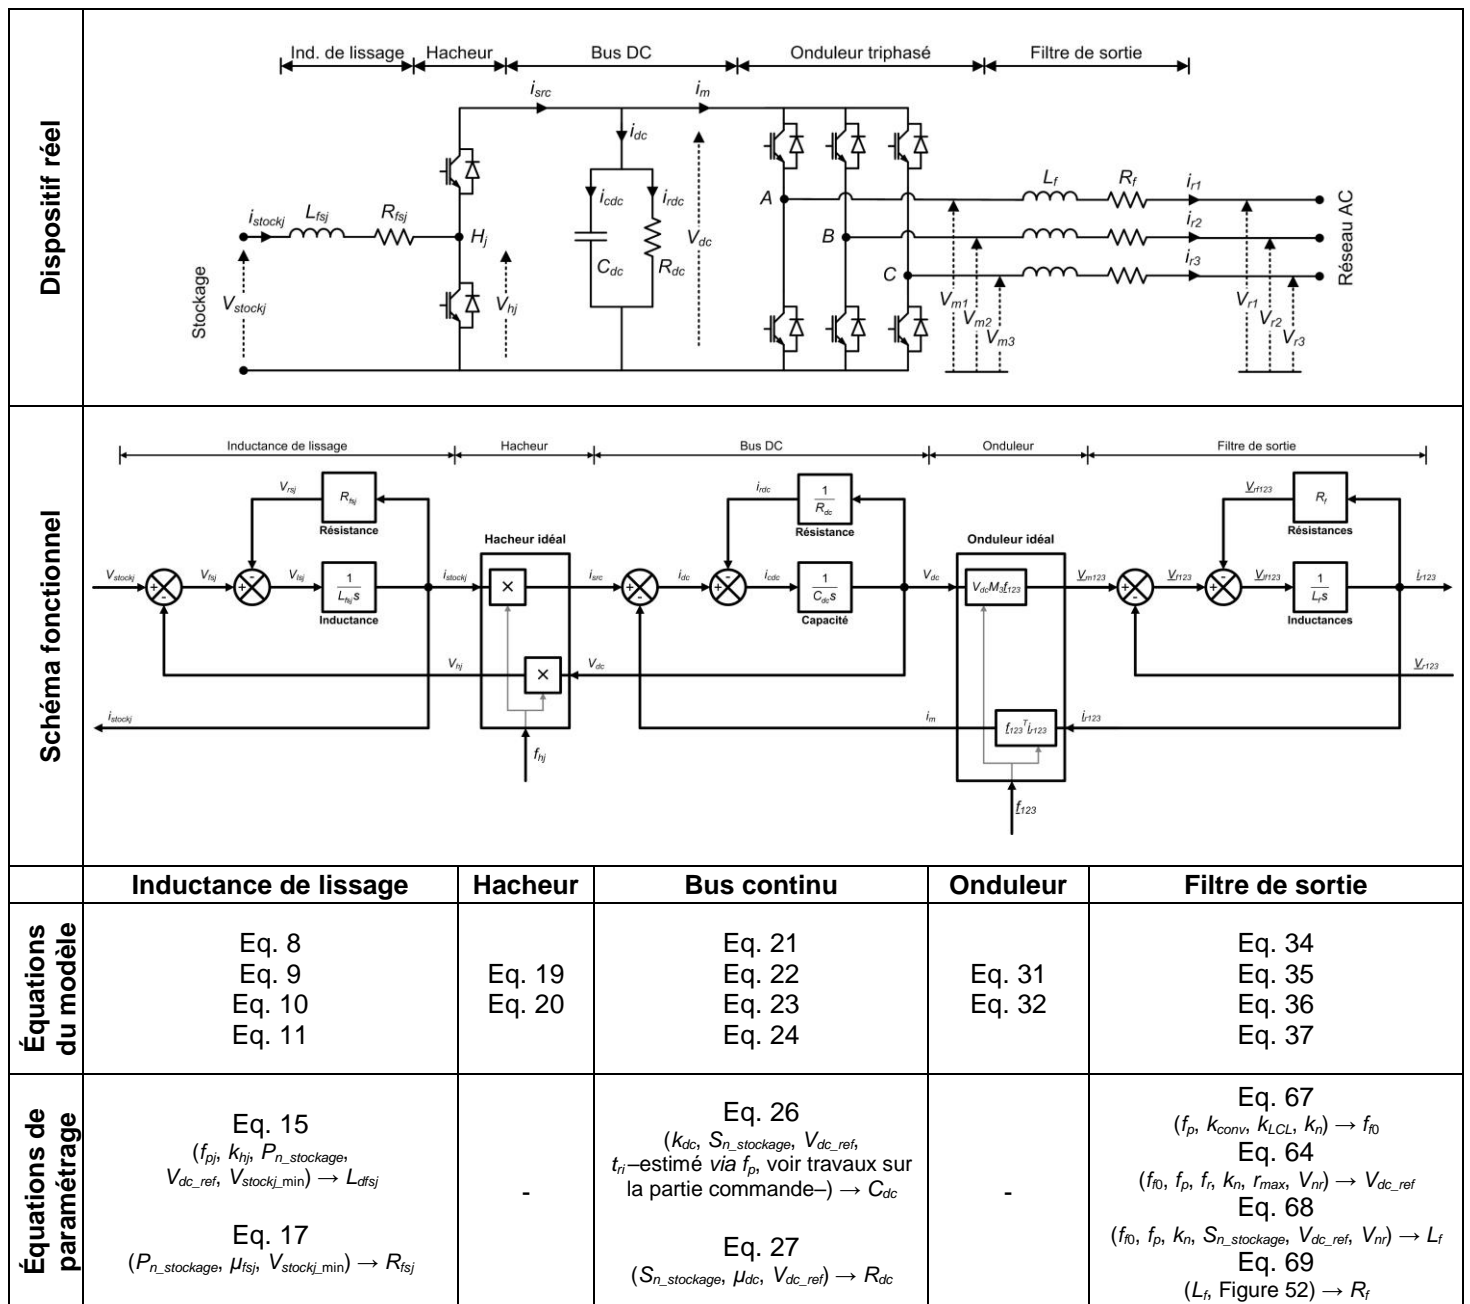 Dispositif réel
Ind. de lissage Hacheur Bus DC Onduleur triphasé Filtre de sortie
i_src i_m
i_dc
i_cdc i_rdc
C_dc R_dc V_dc
i_stockj L_fsj R_fsj H_j
Stockage V_stockj V_hj
A B C
L_f R_f i_r1
i_r2
i_r3
V_m1 V_m2 V_m3 V_r1 V_r2 V_r3
Réseau AC
Schéma fonctionnel
Inductance de lissage Hacheur Bus DC Onduleur Filtre de sortie
V_rsj R_fsj i_rdc 1/R_dc V_rf123 R_f
Résistance Résistance Résistances
Hacheur idéal Onduleur idéal
V_stockj + - V_fsj + - V_lsj 1/L_fsj s i_stockj × i_src + - i_dc + - i_cdc 1/C_dc s V_dc V_dc M_3 f_123 V_m123 + - V_f123 + - V_lf123 1/L_f s i_r123
Inductance Capacité Inductances
V_hj × V_dc V_r123
i_stockj i_m f_123^T i_r123 i_r123
f_hj
f_123
Inductance de lissage Hacheur Bus continu Onduleur Filtre de sortie
Équations
du modèle
Eq. 8
Eq. 9
Eq. 10
Eq. 11
Eq. 19
Eq. 20
Eq. 21
Eq. 22
Eq. 23
Eq. 24
Eq. 31
Eq. 32
Eq. 34
Eq. 35
Eq. 36
Eq. 37
Équations de
paramétrage
Eq. 15
(f_pj, k_hj, P_n_stockage,
V_dc_ref, V_stockj_min) → L_dfsj
Eq. 17
(P_n_stockage, μ_fsj, V_stockj_min) → R_fsj
-
Eq. 26
(k_dc, S_n_stockage, V_dc_ref,
t_ri –estimé via f_p, voir travaux sur
la partie commande–) → C_dc
Eq. 27
(S_n_stockage, μ_dc, V_dc_ref) → R_dc
-
Eq. 67
(f_p, k_conv, k_LCL, k_n) → f_f0
Eq. 64
(f_f0, f_p, f_r, k_n, r_max, V_nr) → V_dc_ref
Eq. 68
(f_f0, f_p, k_n, S_n_stockage, V_dc_ref, V_nr) → L_f
Eq. 69
(L_f, Figure 52) → R_f